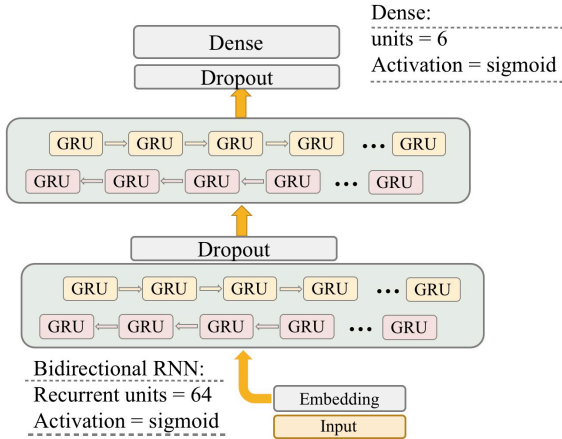 Dense:
units = 6
Activation = sigmoid
Dense
Dropout
GRU GRU GRU GRU ••• GRU
GRU GRU GRU GRU ••• GRU
Dropout
GRU GRU GRU GRU ••• GRU
GRU GRU GRU GRU ••• GRU
Bidirectional RNN:
Recurrent units = 64
Activation = sigmoid
Embedding
Input